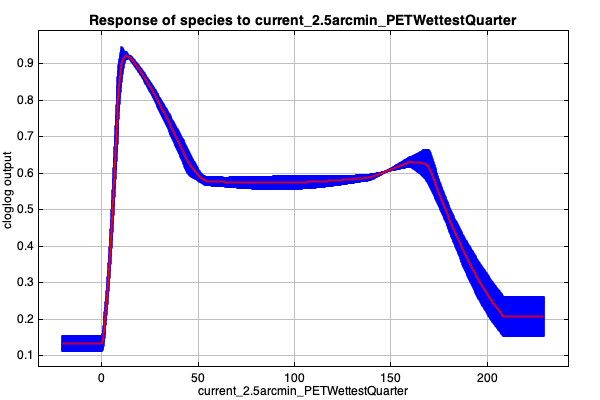 Response of species to current_2.5arcmin_PETWettestQuarter
cloglog output
0.9
0.8
0.7
0.6
0.5
0.4
0.3
0.2
0.1
0 50 100 150 200
current_2.5arcmin_PETWettestQuarter